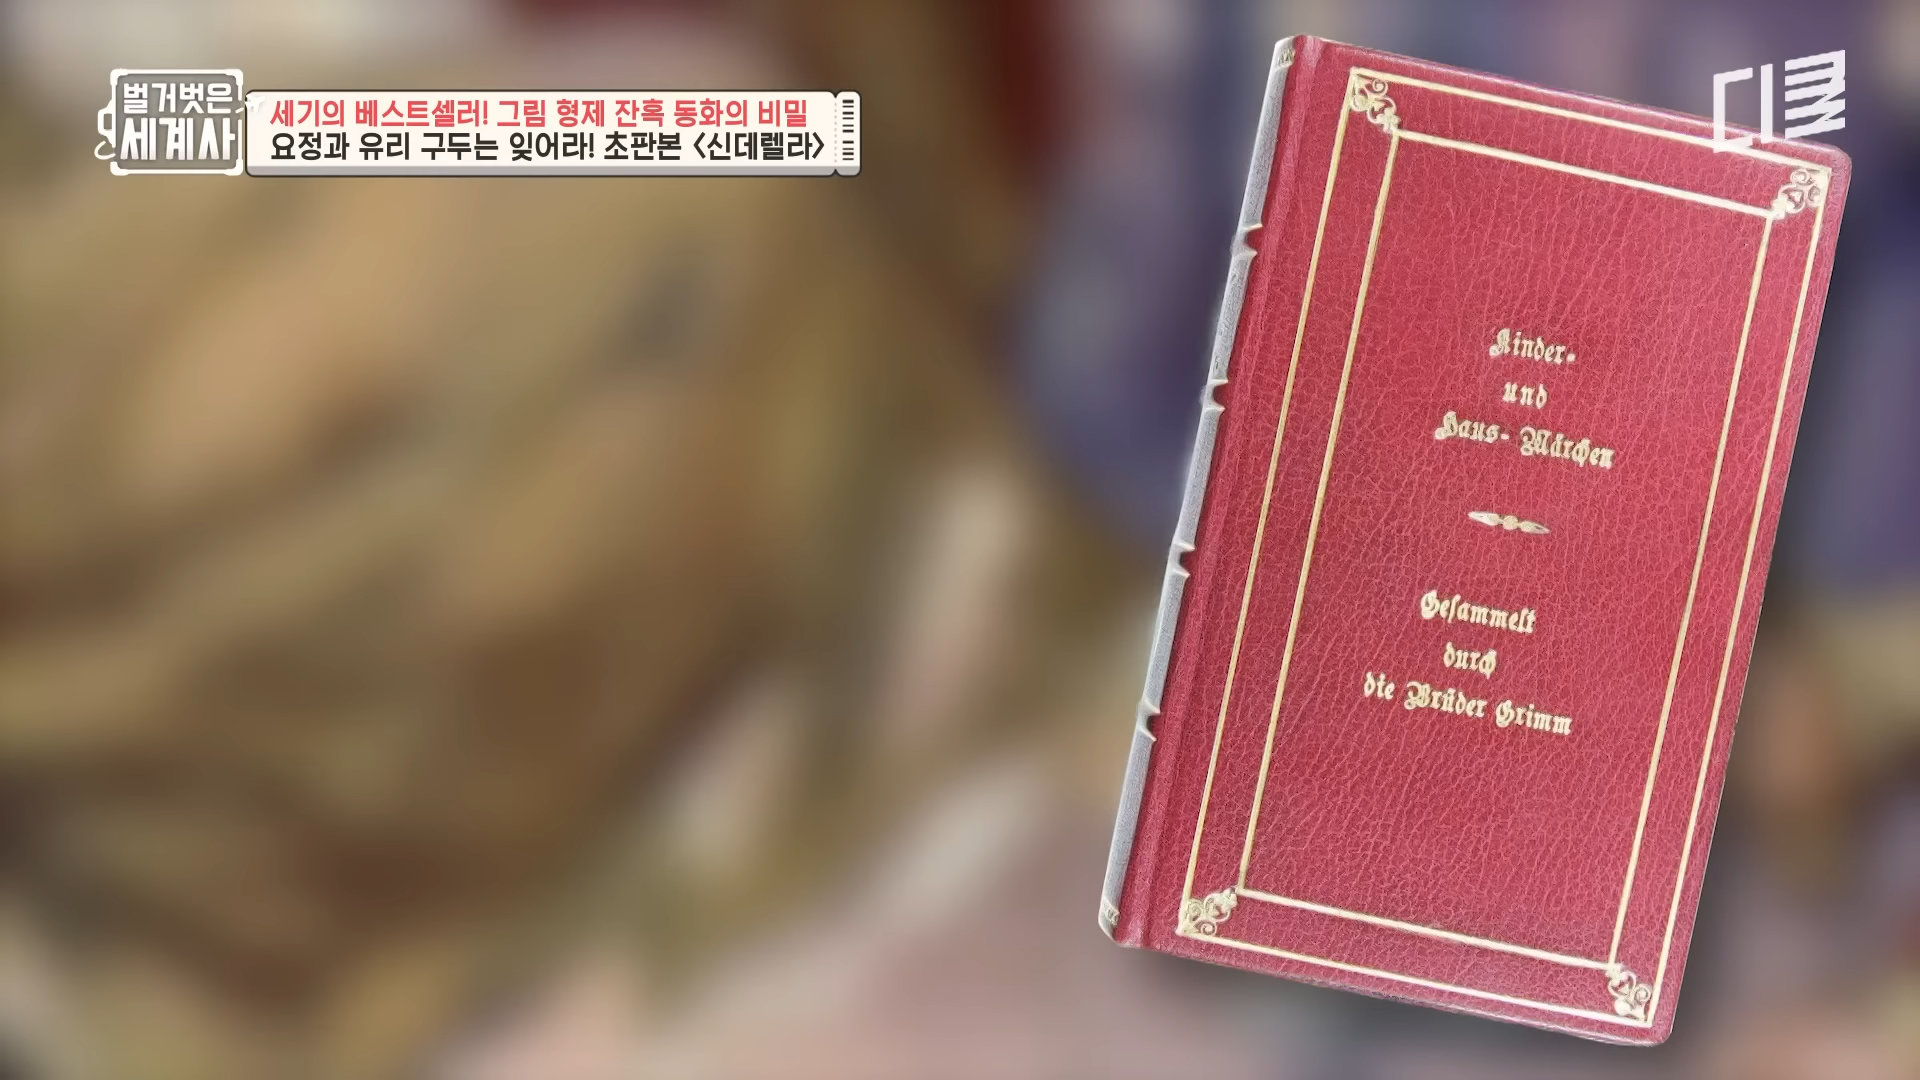 벌거벗은
세계사
세기의 베스트셀러! 그림 형제 잔혹 동화의 비밀
요정과 유리 구두는 잊어라! 초판본 <신데렐라>
디글
Kinder-
und
Haus- Märchen
Gesammelt
durch
die Brüder Grimm